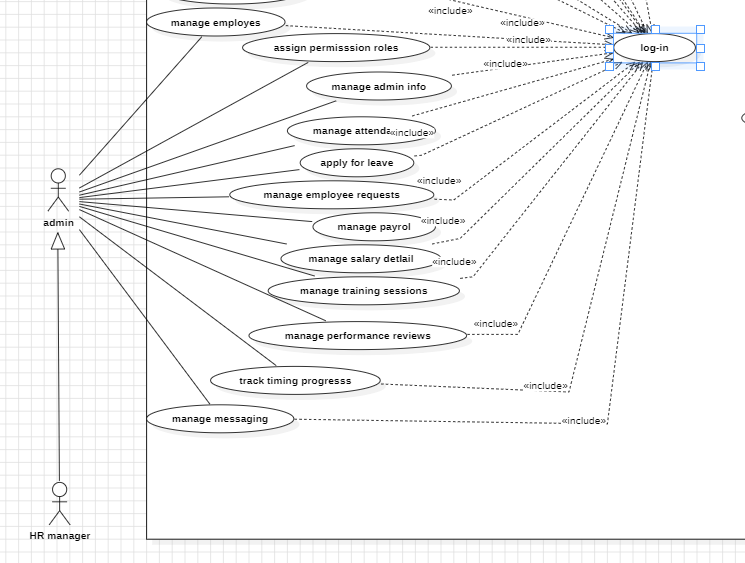 «include»
manage employes
«include»
«include»
assign permisssion roles
log-in
«include»
manage admin info
manage attend
«include»
apply for leave
«include»
manage employee requests
«include»
manage payrol
admin
manage salary detlail
«include»
manage training sessions
«include»
manage performance reviews
track timing progresss
«include»
manage messaging
«include»
HR manager